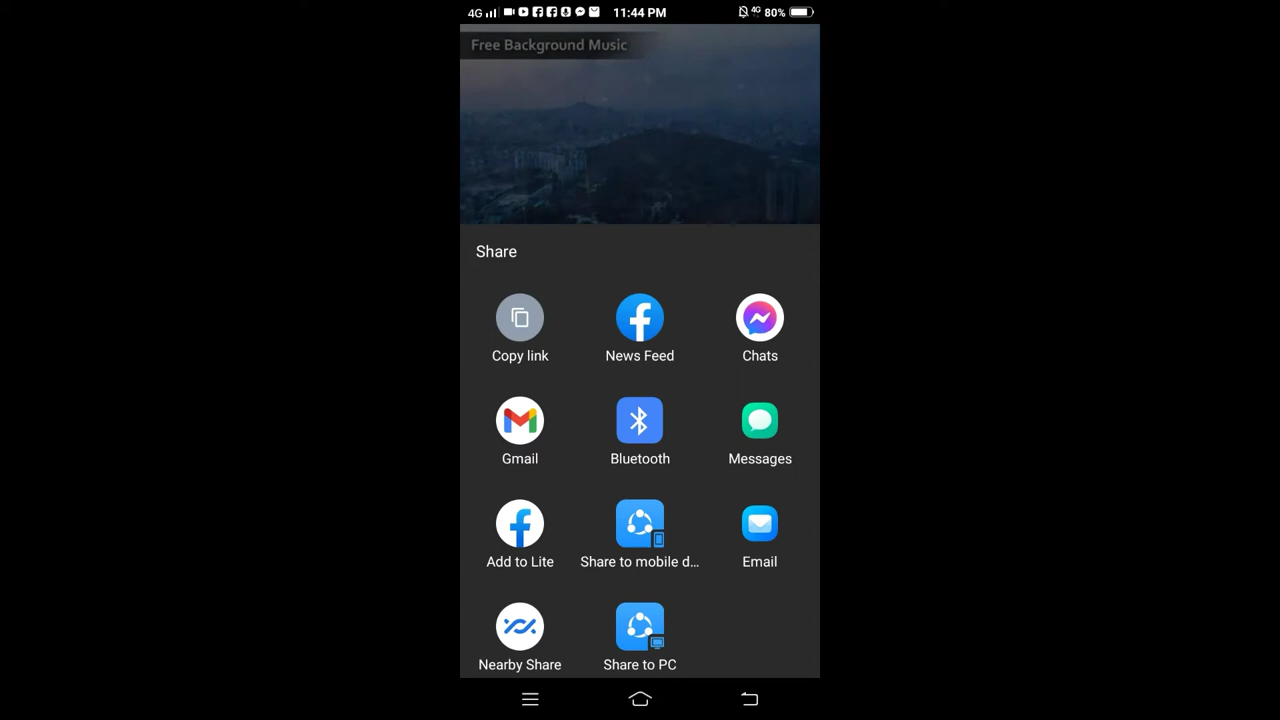 4G 11:44 PM 4G 80%
Free Background Music
Share
Copy link News Feed Chats
Gmail Bluetooth Messages
Add to Lite Share to mobile d... Email
Nearby Share Share to PC